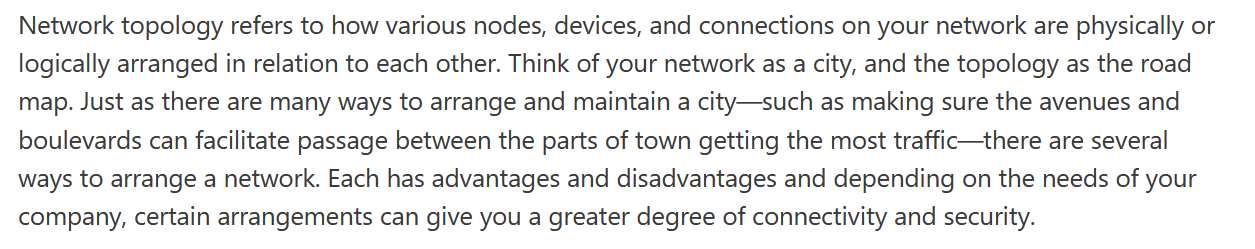 Network topology refers to how various nodes, devices, and connections on your network are physically or
logically arranged in relation to each other. Think of your network as a city, and the topology as the road
map. Just as there are many ways to arrange and maintain a city—such as making sure the avenues and
boulevards can facilitate passage between the parts of town getting the most traffic—there are several
ways to arrange a network. Each has advantages and disadvantages and depending on the needs of your
company, certain arrangements can give you a greater degree of connectivity and security.